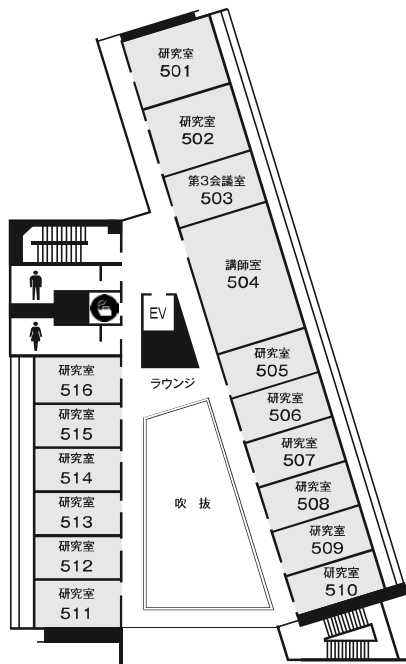 研究室
501
研究室
502
第3会議室
503
講師室
504
EV
ラウンジ
研究室
505
研究室
506
研究室
507
研究室
508
研究室
509
研究室
510
研究室
516
研究室
515
研究室
514
研究室
513
研究室
512
研究室
511
吹 抜